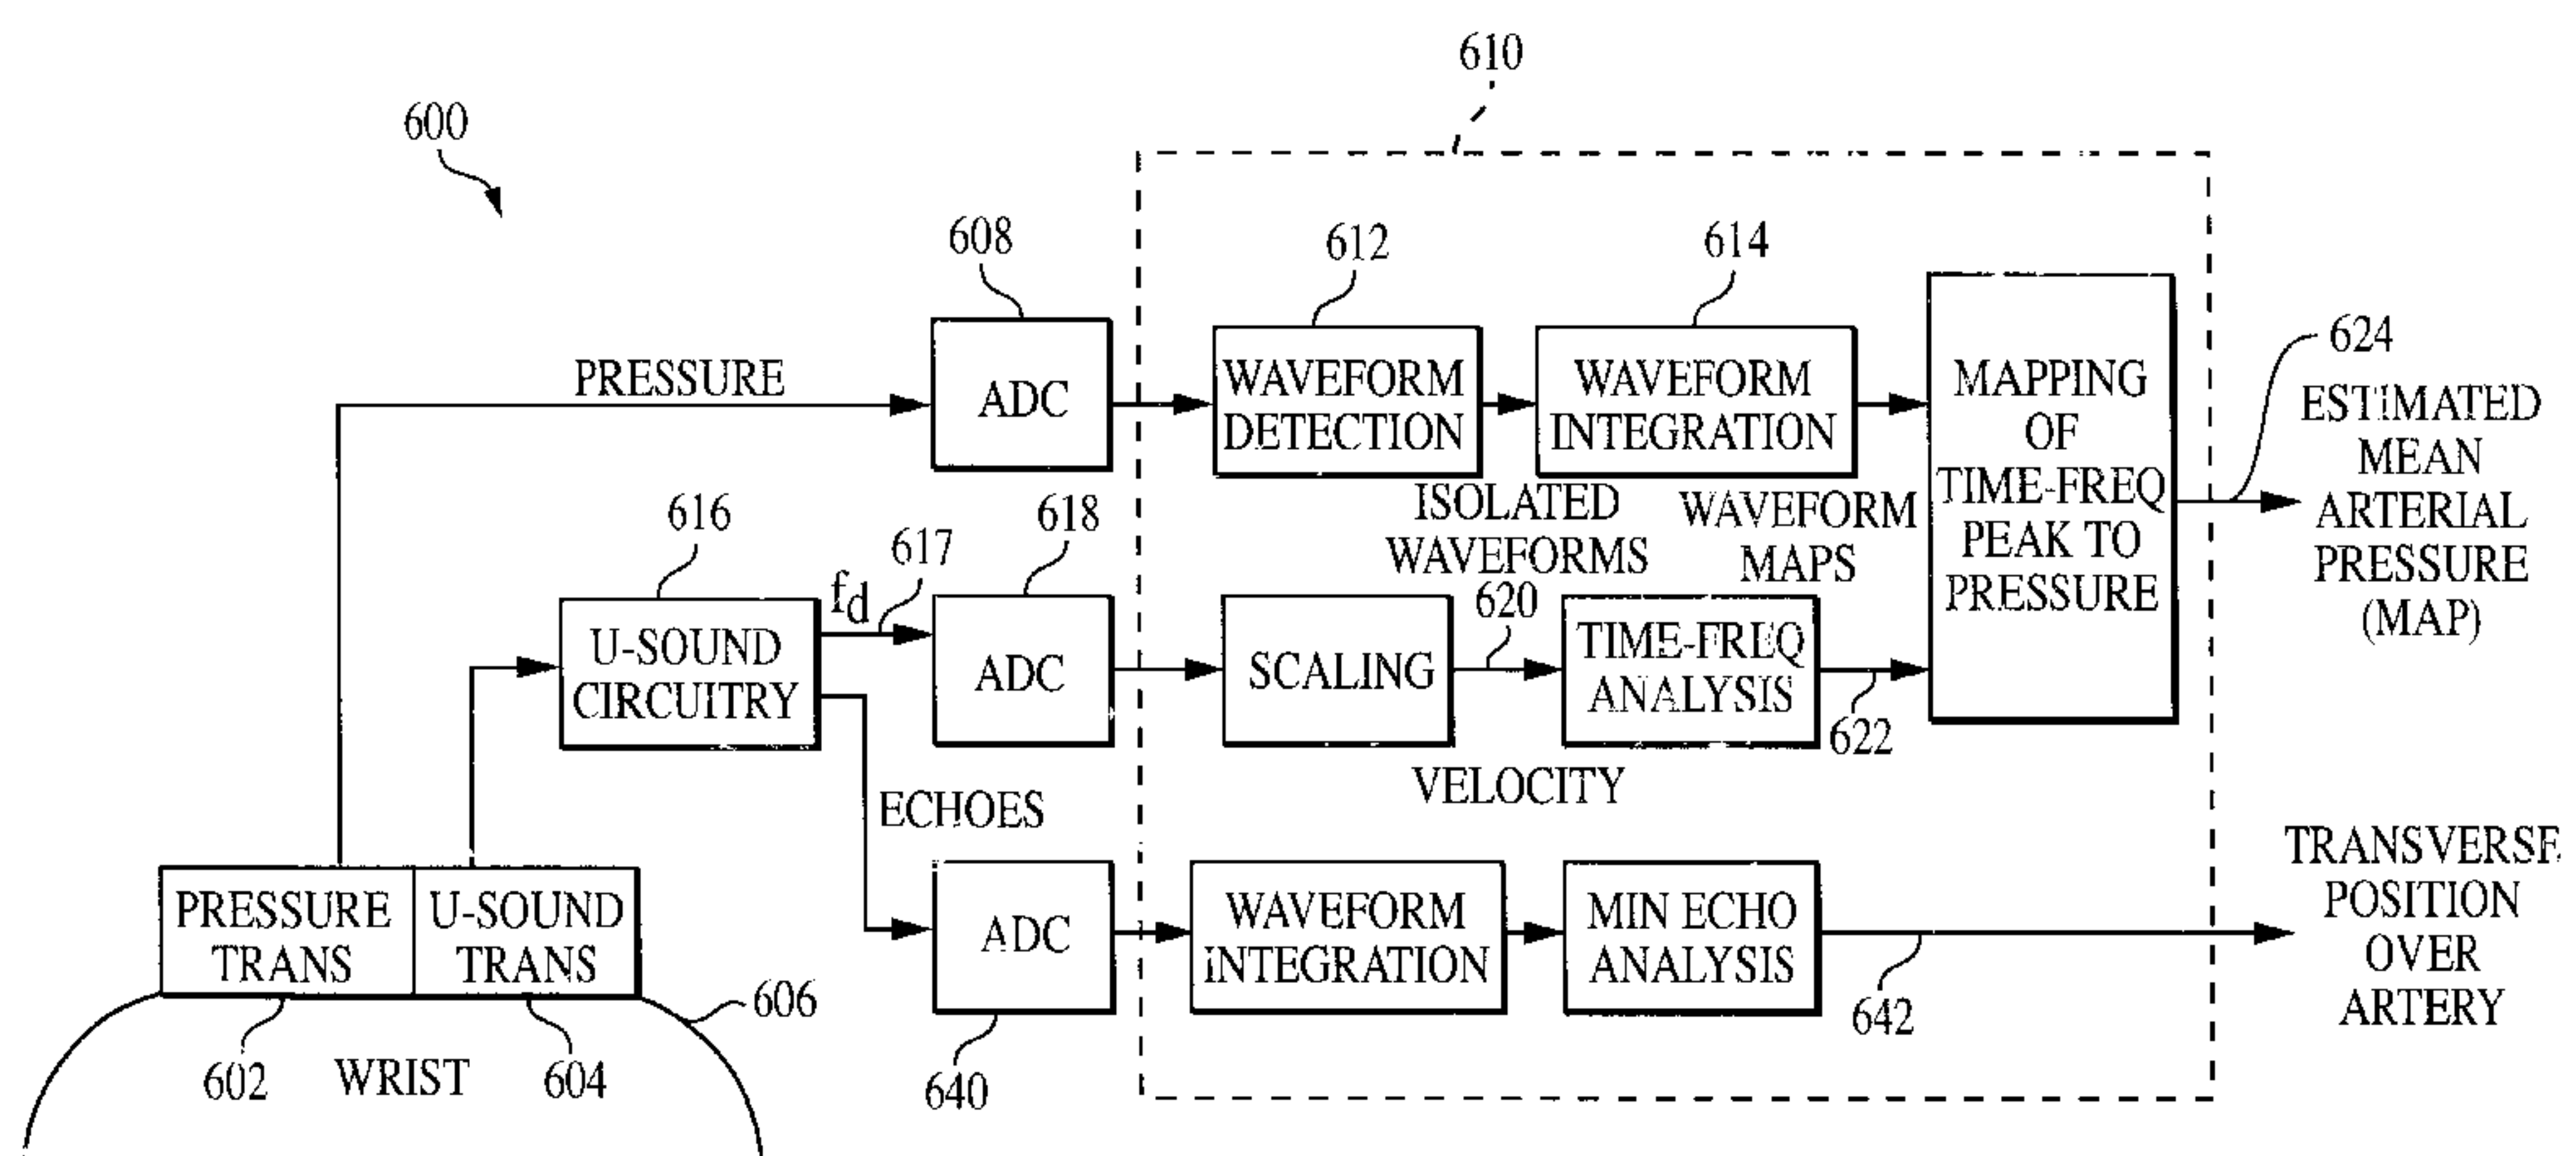 610
600
608
612
614
624
PRESSURE
ADC
WAVEFORM
DETECTION
WAVEFORM
INTEGRATION
MAPPING
OF
TIME-FREQ
PEAK TO
PRESSURE
ESTIMATED
MEAN
ARTERIAL
PRESSURE
(MAP)
ISOLATED
WAVEFORMS
WAVEFORM
MAPS
616
617
618
620
fd
U-SOUND
CIRCUITRY
ADC
SCALING
TIME-FREQ
ANALYSIS
622
VELOCITY
ECHOES
PRESSURE
TRANS
U-SOUND
TRANS
ADC
WAVEFORM
INTEGRATION
MIN ECHO
ANALYSIS
TRANSVERSE
POSITION
OVER
ARTERY
606
602
WRIST
604
640
642